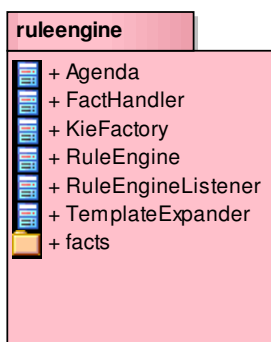 ruleengine
+ Agenda
+ FactHandler
+ KieFactory
+ RuleEngine
+ RuleEngineListener
+ TemplateExpander
+ facts